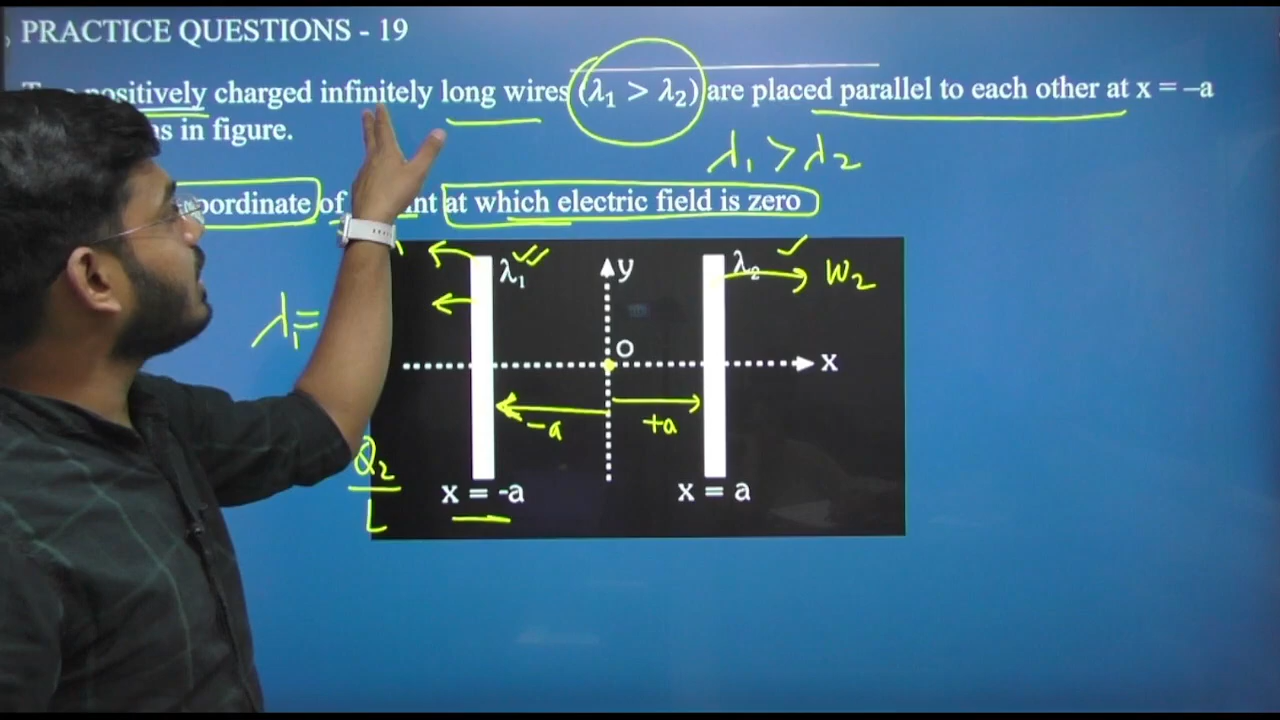 PRACTICE QUESTIONS - 19
positively charged infinitely long wires (λ₁ > λ₂) are placed parallel to each other at x = –a
as in figure.
λ₁ > λ₂
of at which electric field is zero
λ₁
y
λ₂
W₂
λ₁=
O
x
-a
+a
Q₂
L
x = -a
x = a